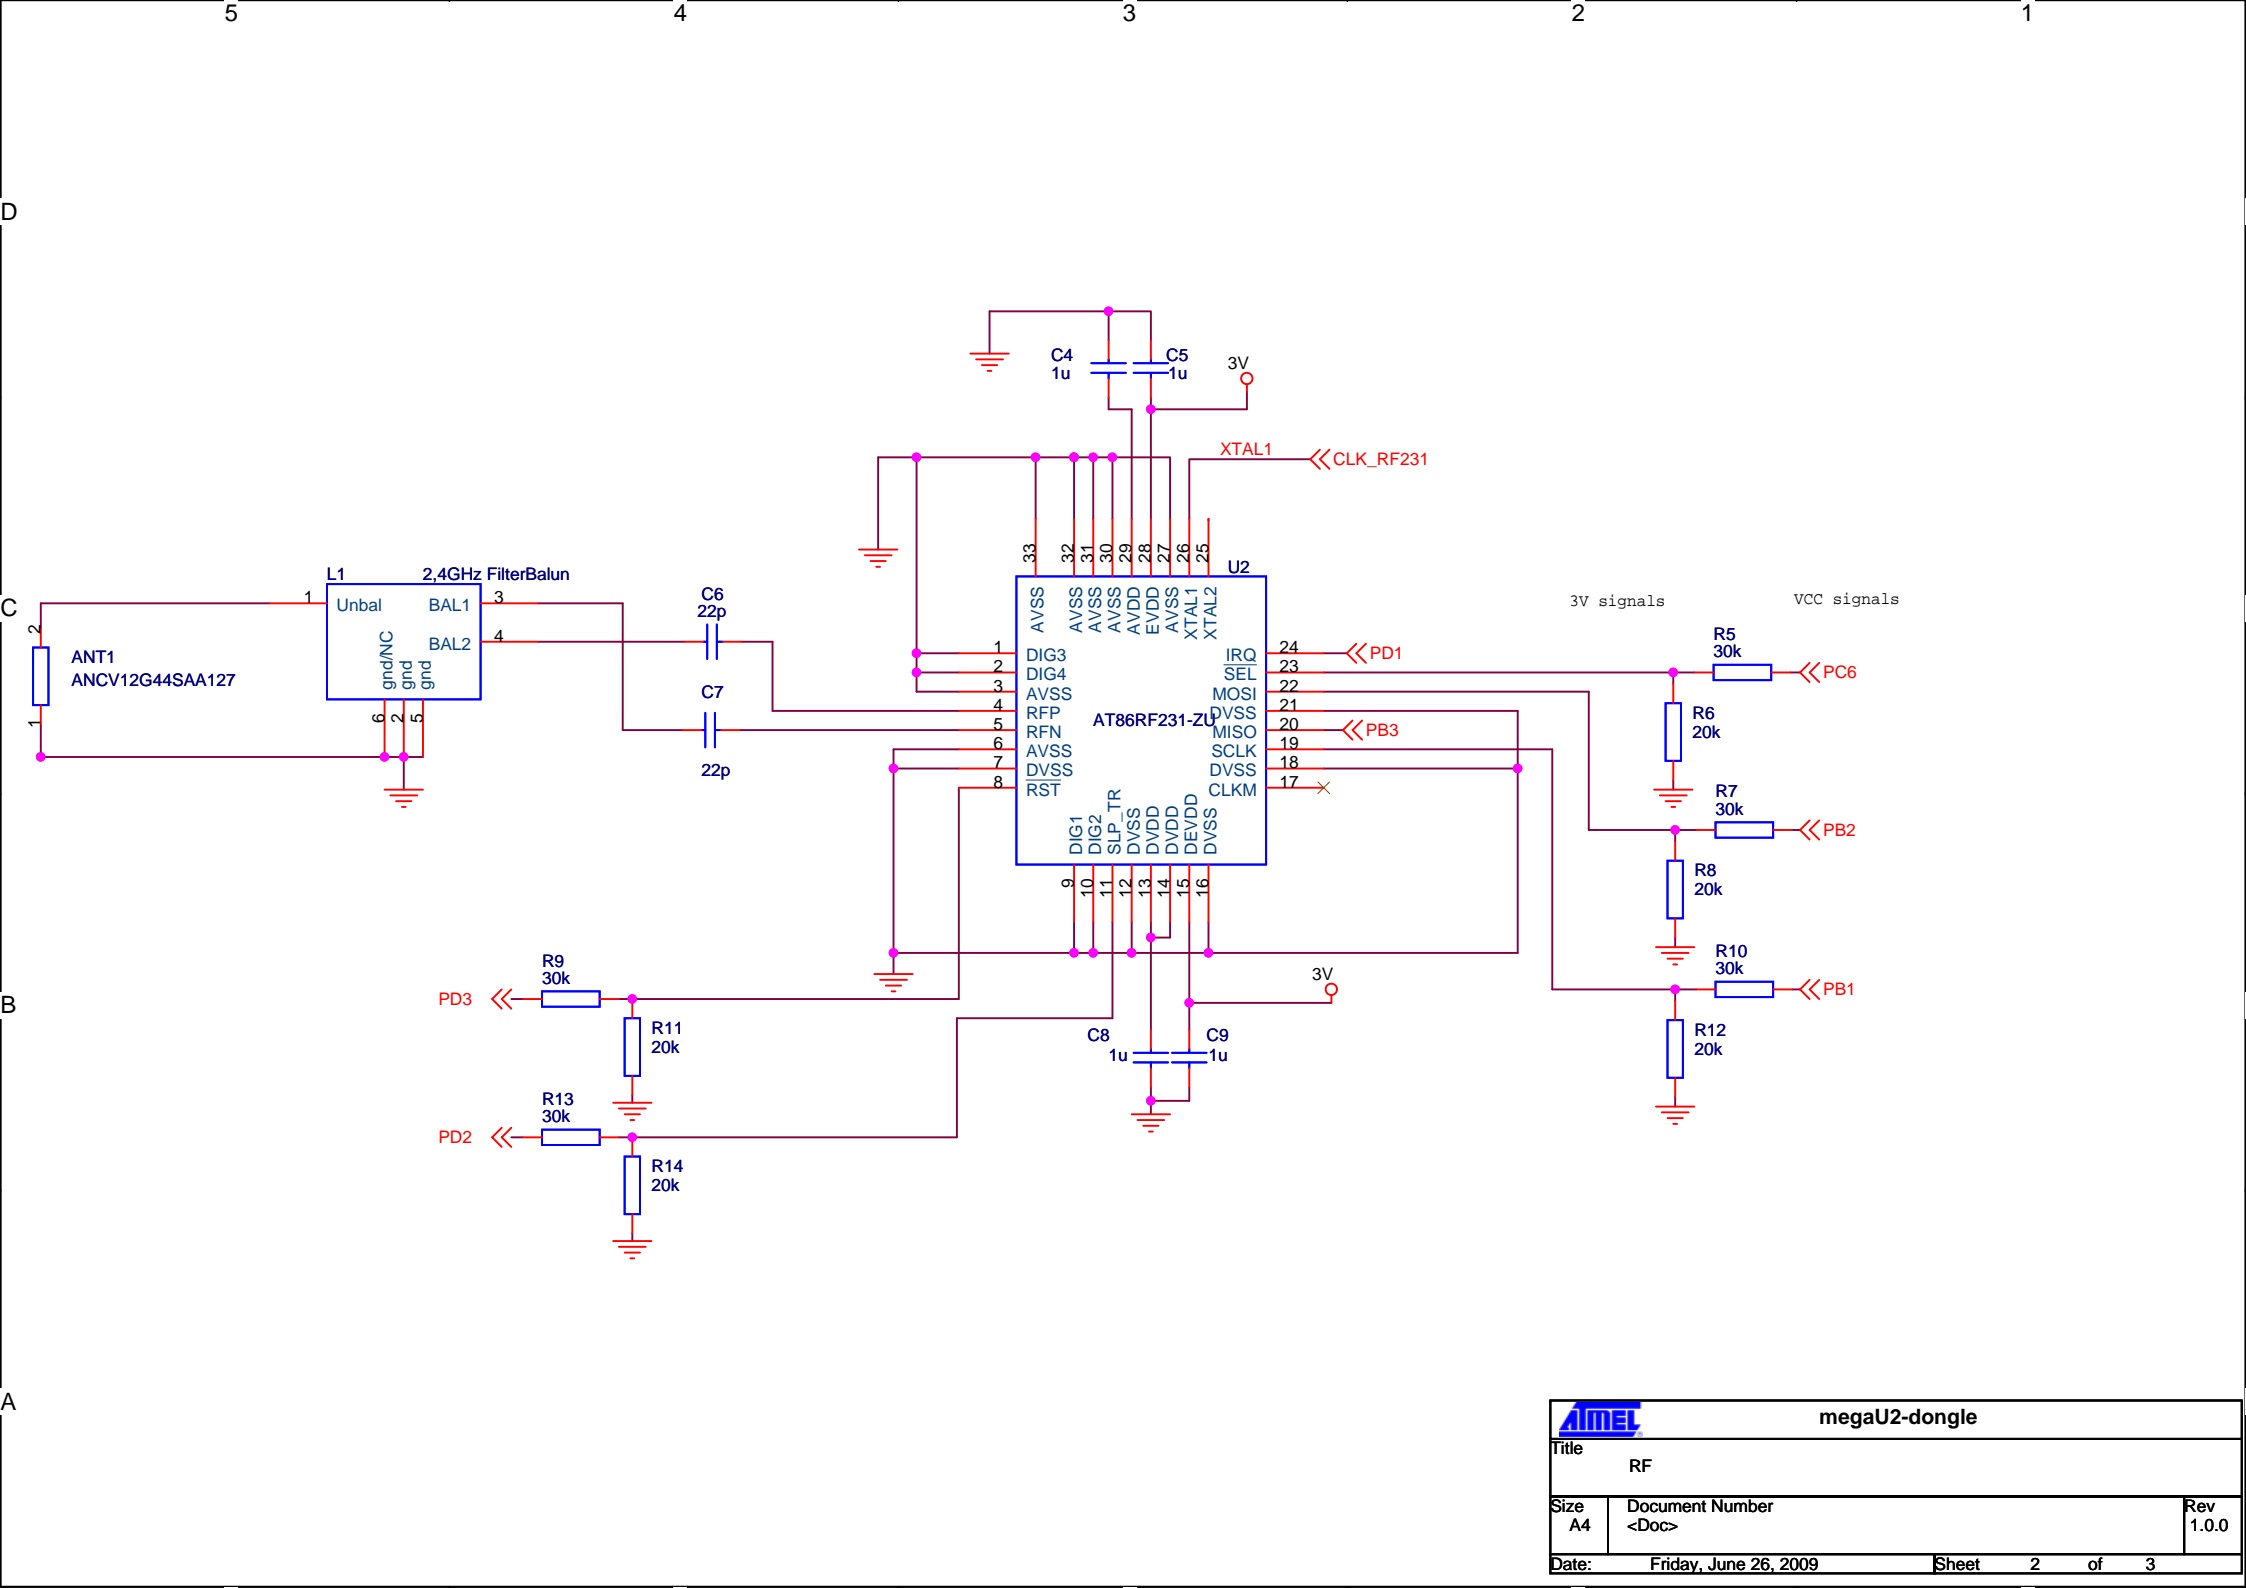 5 4 3 2 1
D
C
B
A
C4
1u
C5
1u
3V
XTAL1
CLK_RF231
33 32 31 30 29 28 27 26 25
U2
AVSS AVSS AVSS AVSS AVDD EVDD AVSS XTAL1 XTAL2
L1
2,4GHz FilterBalun
1
Unbal
BAL1
3
BAL2
4
gnd/NC
gnd
gnd
6 2 5
2
ANT1
ANCV12G44SAA127
1
C6
22p
C7
22p
1 DIG3
2 DIG4
3 AVSS
4 RFP
5 RFN
6 AVSS
7 DVSS
8 RST
AT86RF231-ZU
IRQ 24
SEL 23
MOSI 22
DVSS 21
MISO 20
SCLK 19
DVSS 18
CLKM 17
PD1
PB3
DIG1 DIG2 SLP_TR DVSS DVDD DVDD DEVDD DVSS
9 10 11 12 13 14 15 16
3V signals
VCC signals
R5
30k
PC6
R6
20k
R7
30k
PB2
R8
20k
R10
30k
PB1
R12
20k
R9
30k
PD3
R11
20k
R13
30k
PD2
R14
20k
3V
C8
1u
C9
1u
ATMEL
megaU2-dongle
Title
RF
Size
A4
Document Number
<Doc>
Rev
1.0.0
Date: Friday, June 26, 2009
Sheet 2 of 3